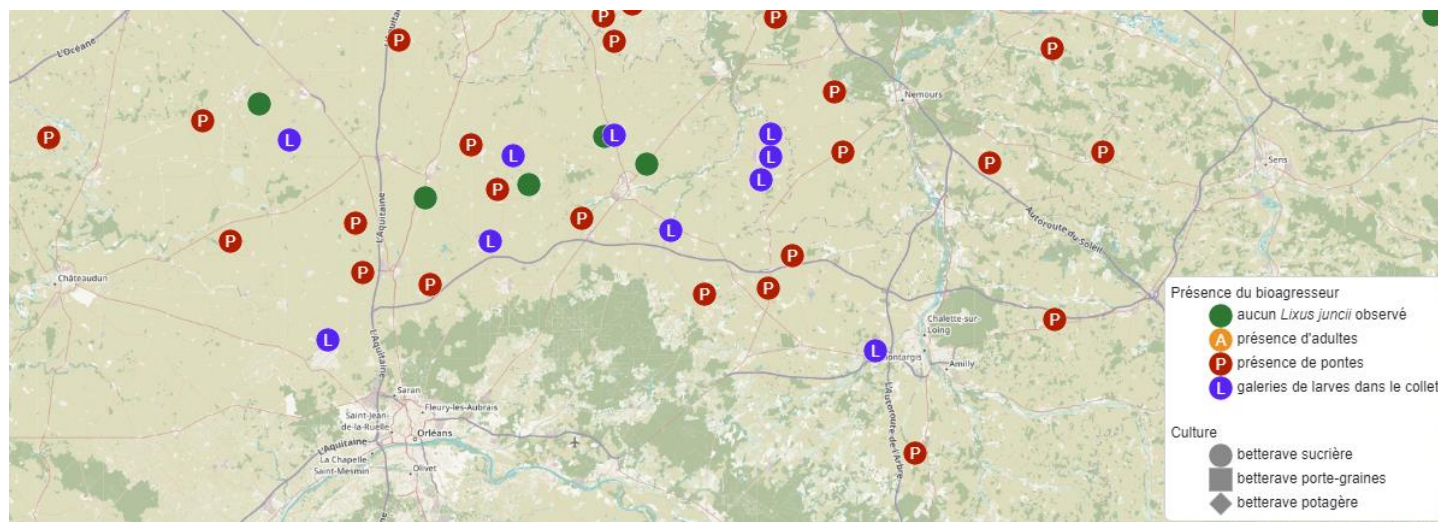 P
P
L'Océane
P
P
P
P
P
Nemours
P
P
P
L
L
L
P
L
L
P
P
P
P
L
Sens
P
L'Aquitaine
P
P
P
L
L
Autoroute du Soleil
P
P
Châteaudun
P
P
P
P
L
L'Aquitaine
Chalette-sur-
Loing
L
Amilly
Saran
Fleury-les-Aubrais
Saint-Jean-
de-la-Ruelle
Orléans
L'Aquitaine
La Chapelle
Saint-Mesmin
Olivet
L'Autoroute de l'Arbre
P
Présence du bioagresseur
aucun Lixus juncii observé
A présence d'adultes
P présence de pontes
L galeries de larves dans le collet
Culture
betterave sucrière
betterave porte-graines
betterave potagère